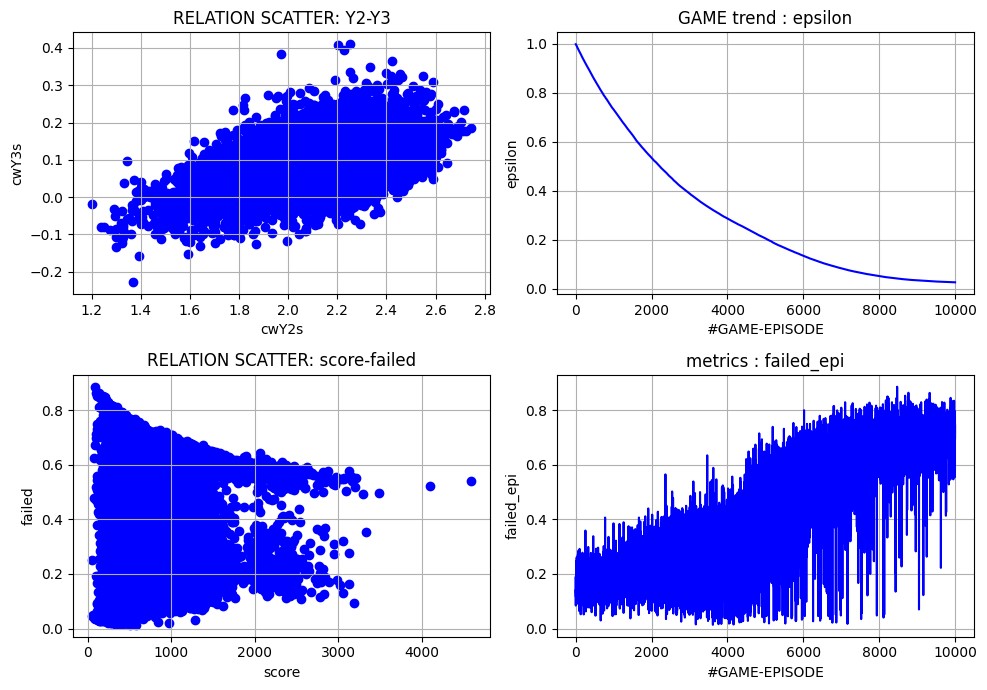 RELATION SCATTER: Y2-Y3
cwY3s
0.4
0.3
0.2
0.1
0.0
−0.1
−0.2
1.2 1.4 1.6 1.8 2.0 2.2 2.4 2.6 2.8
cwY2s
GAME trend : epsilon
epsilon
1.0
0.8
0.6
0.4
0.2
0.0
0 2000 4000 6000 8000 10000
#GAME-EPISODE
RELATION SCATTER: score-failed
failed
0.8
0.6
0.4
0.2
0.0
0 1000 2000 3000 4000
score
metrics : failed_epi
failed_epi
0.8
0.6
0.4
0.2
0.0
0 2000 4000 6000 8000 10000
#GAME-EPISODE